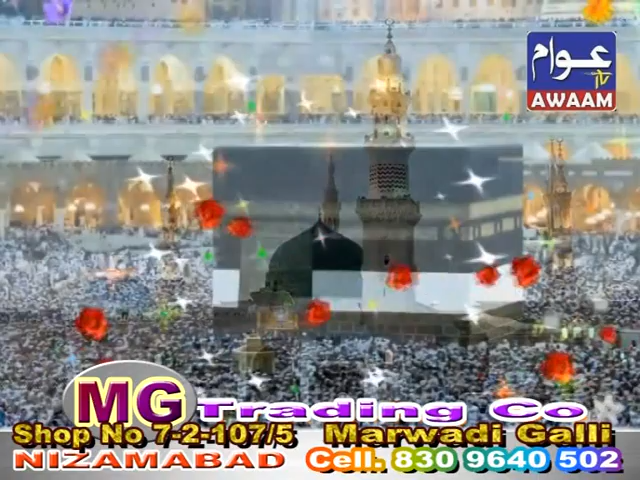 عوام
TV
AWAAM
MG Trading Co
Shop No 7-2-107/5 Marwadi Galli
NIZAMABAD Cell. 830 9640 502